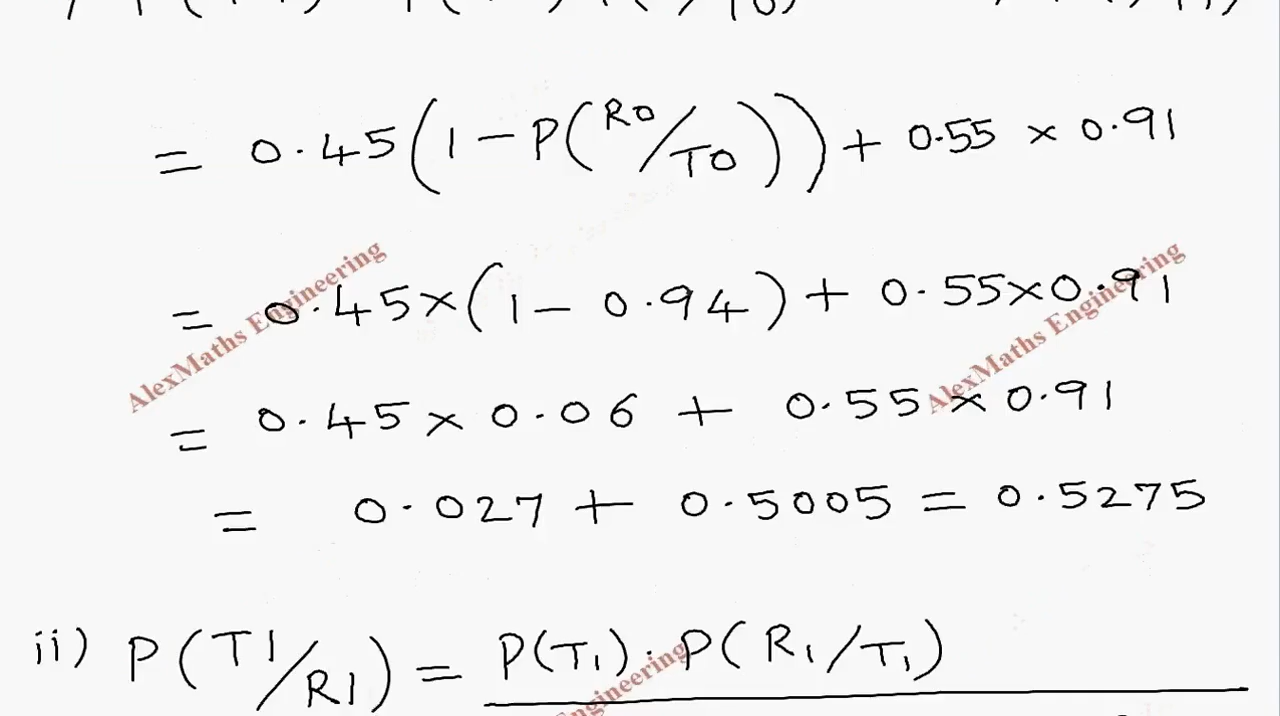 = 0.45(1 - P(R0/T0)) + 0.55 × 0.91
= 0.45×(1 - 0.94) + 0.55×0.91
AlexMaths Engineering
AlexMaths Engineering
= 0.45 × 0.06 + 0.55 × 0.91
= 0.027 + 0.5005 = 0.5275
ii) P(T1/R1) = P(T1) . P(R1/T1)
Engineering